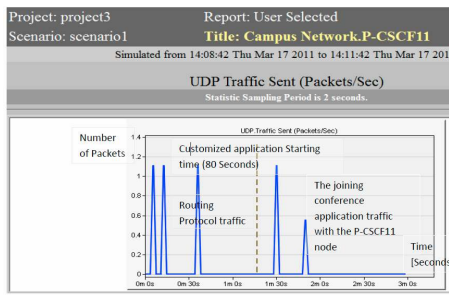 Project: project3 Report: User Selected
Scenario: scenario1 Title: Campus Network.P-CSCF11
Simulated from 14:08:42 Thu Mar 17 2011 to 14:11:42 Thu Mar 17 201
UDP Traffic Sent (Packets/Sec)
Statistic Sampling Period is 2 seconds.
UDP.Traffic Sent (Packets/Sec)
Number
of Packets
1.4
1.2
1
0.8
0.6
0.4
0.2
0
Customized application Starting
time (80 Seconds)
Routing
Protocol traffic
The joining
conference
application traffic
with the P-CSCF11
node
Time
[Seconds
0m 0s 0m 30s 1m 0s 1m 30s 2m 0s 2m 30s 3m 0s